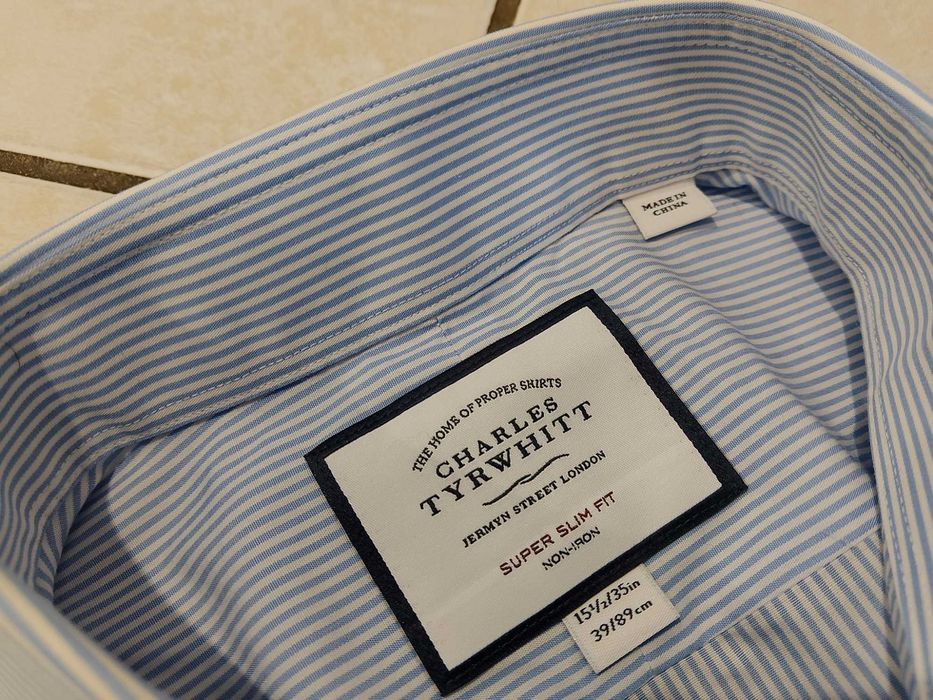 MADE IN
CHINA
THE HOME OF PROPER SHIRTS
CHARLES
TYRWHITT
JERMYN STREET LONDON
SUPER SLIM FIT
NON-IRON
15½/35in
39/89cm